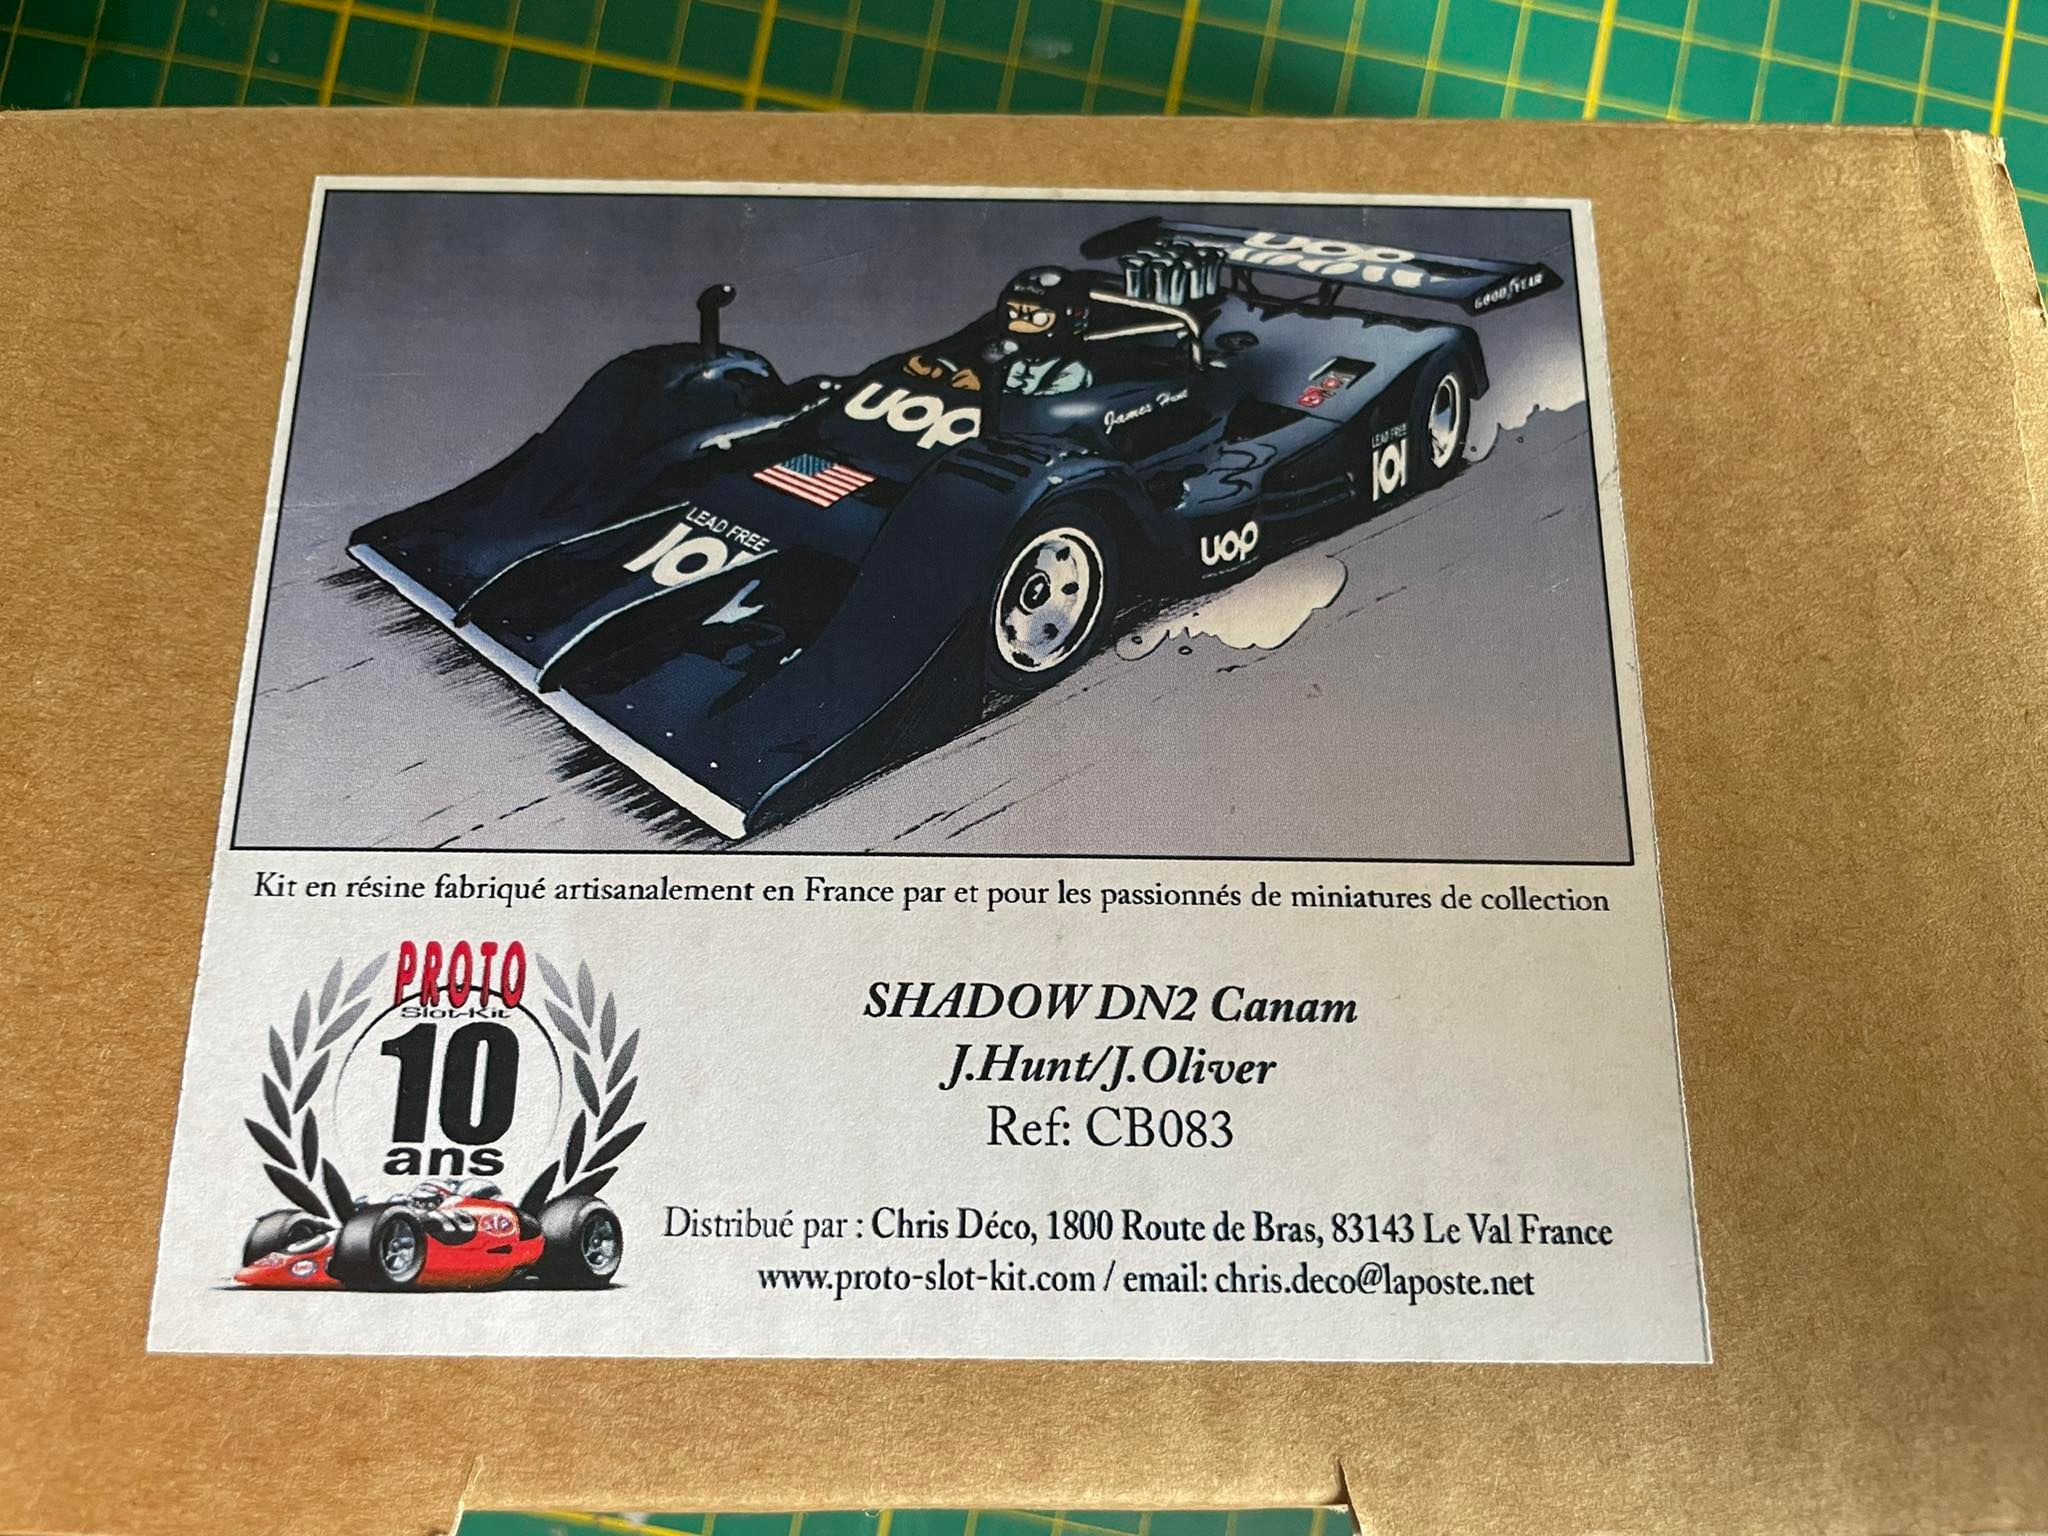 UOP
SHADOW
GOODYEAR
UOP
James Hunt
LEAD FREE
101
LEAD FREE
101
UOP
Kit en résine fabriqué artisanalement en France par et pour les passionnés de miniatures de collection
PROTO
Slot-Kit
10
ans
STP
SHADOW DN2 Canam
J.Hunt/J.Oliver
Ref: CB083
Distribué par : Chris Déco, 1800 Route de Bras, 83143 Le Val France
www.proto-slot-kit.com / email: chris.deco@laposte.net